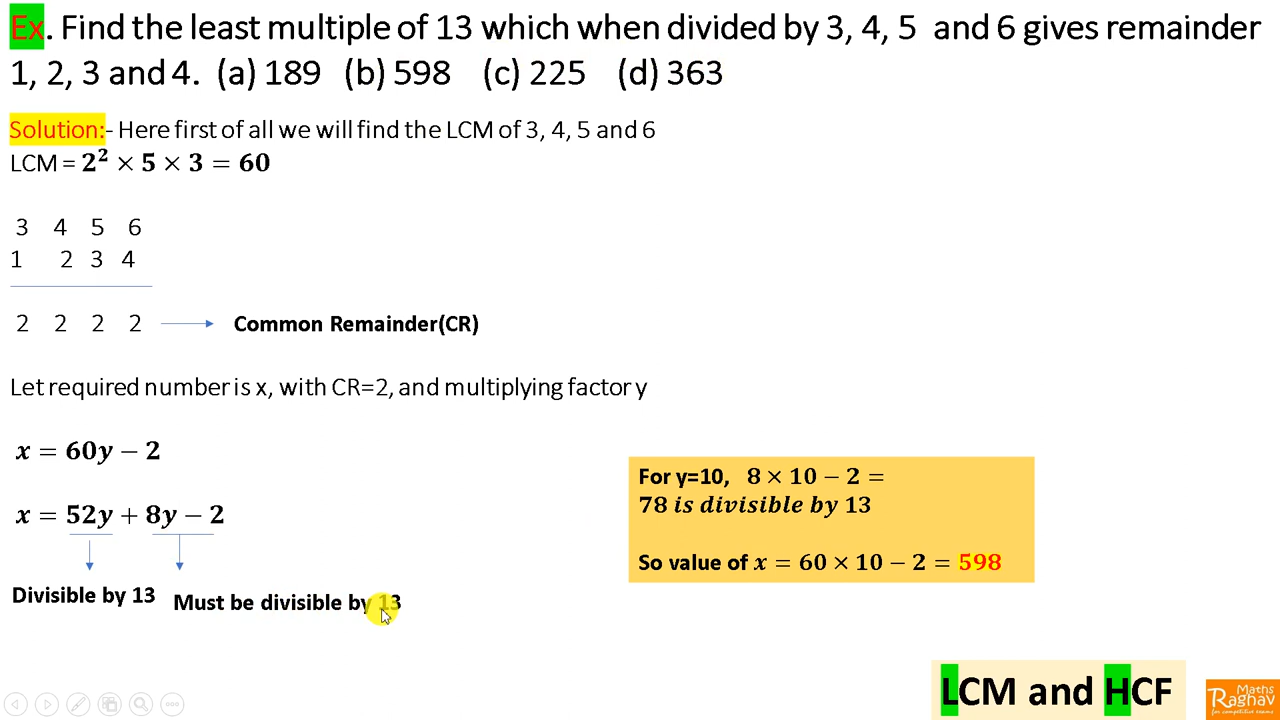 Ex. Find the least multiple of 13 which when divided by 3, 4, 5 and 6 gives remainder
1, 2, 3 and 4. (a) 189 (b) 598 (c) 225 (d) 363
Solution:- Here first of all we will find the LCM of 3, 4, 5 and 6
LCM = 2² × 5 × 3 = 60
3 4 5 6
1 2 3 4
2 2 2 2 Common Remainder(CR)
Let required number is x, with CR=2, and multiplying factor y
x = 60y − 2
x = 52y + 8y − 2
Divisible by 13 Must be divisible by 13
For y=10, 8 × 10 − 2 =
78 is divisible by 13
So value of x = 60 × 10 − 2 = 598
LCM and HCF
Maths
Raghav
for competitive exams